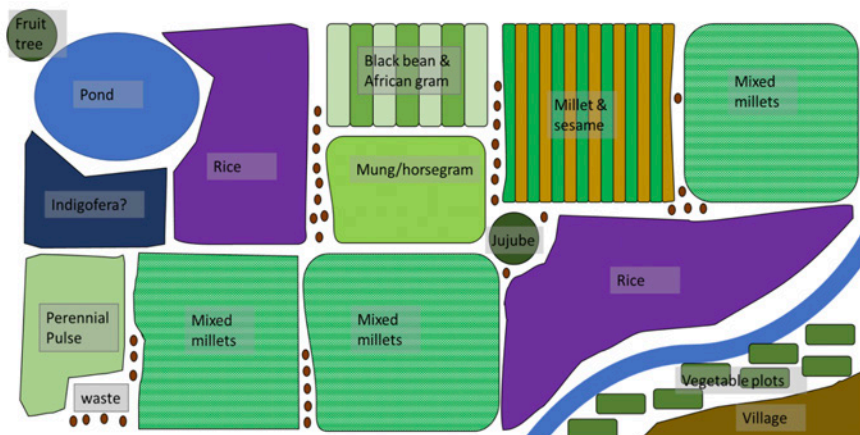 Fruit
tree
Pond
Rice
Black bean &
African gram
Millet &
sesame
Mixed
millets
Indigofera?
Mung/horsegram
Jujube
Rice
Perennial
Pulse
Mixed
millets
Mixed
millets
waste
Vegetable plots
Village